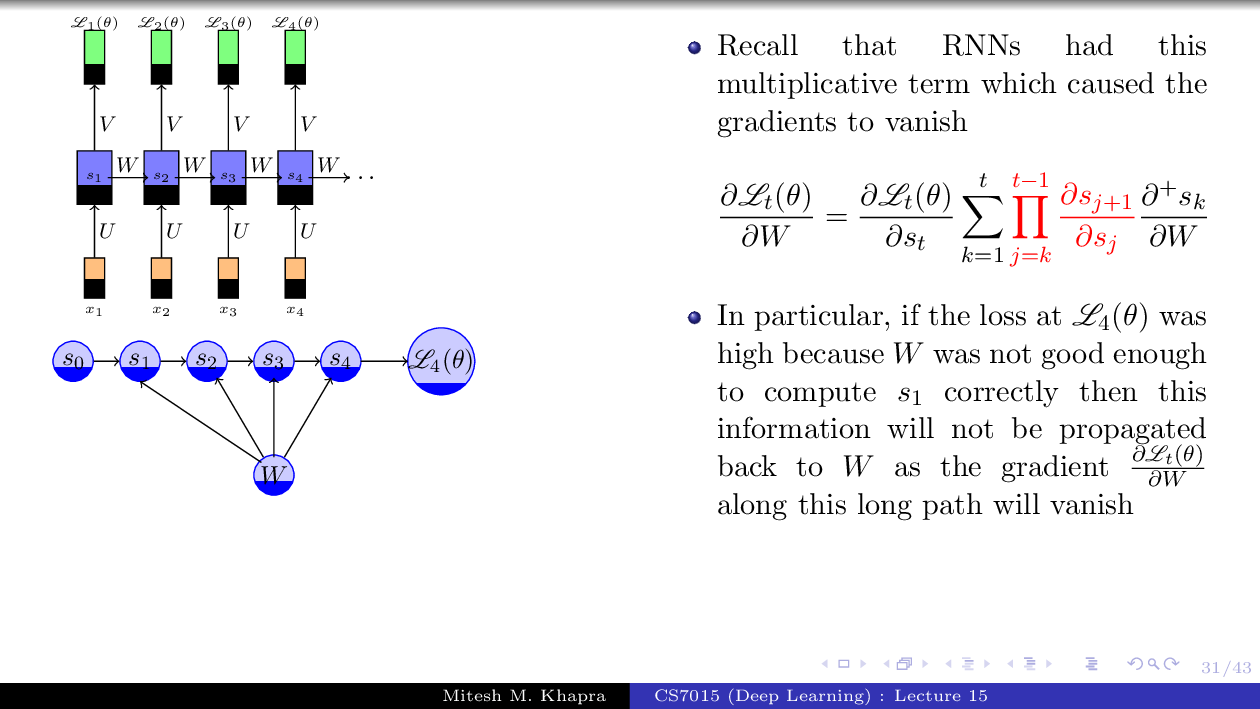 ℒ₁(θ) ℒ₂(θ) ℒ₃(θ) ℒ₄(θ)
V V V V
W W W W
s₁ s₂ s₃ s₄ . .
U U U U
x₁ x₂ x₃ x₄
s₀ s₁ s₂ s₃ s₄ ℒ₄(θ)
W
Recall that RNNs had this
multiplicative term which caused the
gradients to vanish
∂ℒₜ(θ)/∂W = ∂ℒₜ(θ)/∂sₜ ∑_{k=1}^{t} ∏_{j=k}^{t−1} ∂s_{j+1}/∂s_j ∂⁺s_k/∂W
In particular, if the loss at ℒ₄(θ) was
high because W was not good enough
to compute s₁ correctly then this
information will not be propagated
back to W as the gradient ∂ℒₜ(θ)/∂W
along this long path will vanish
31/43
Mitesh M. Khapra CS7015 (Deep Learning) : Lecture 15